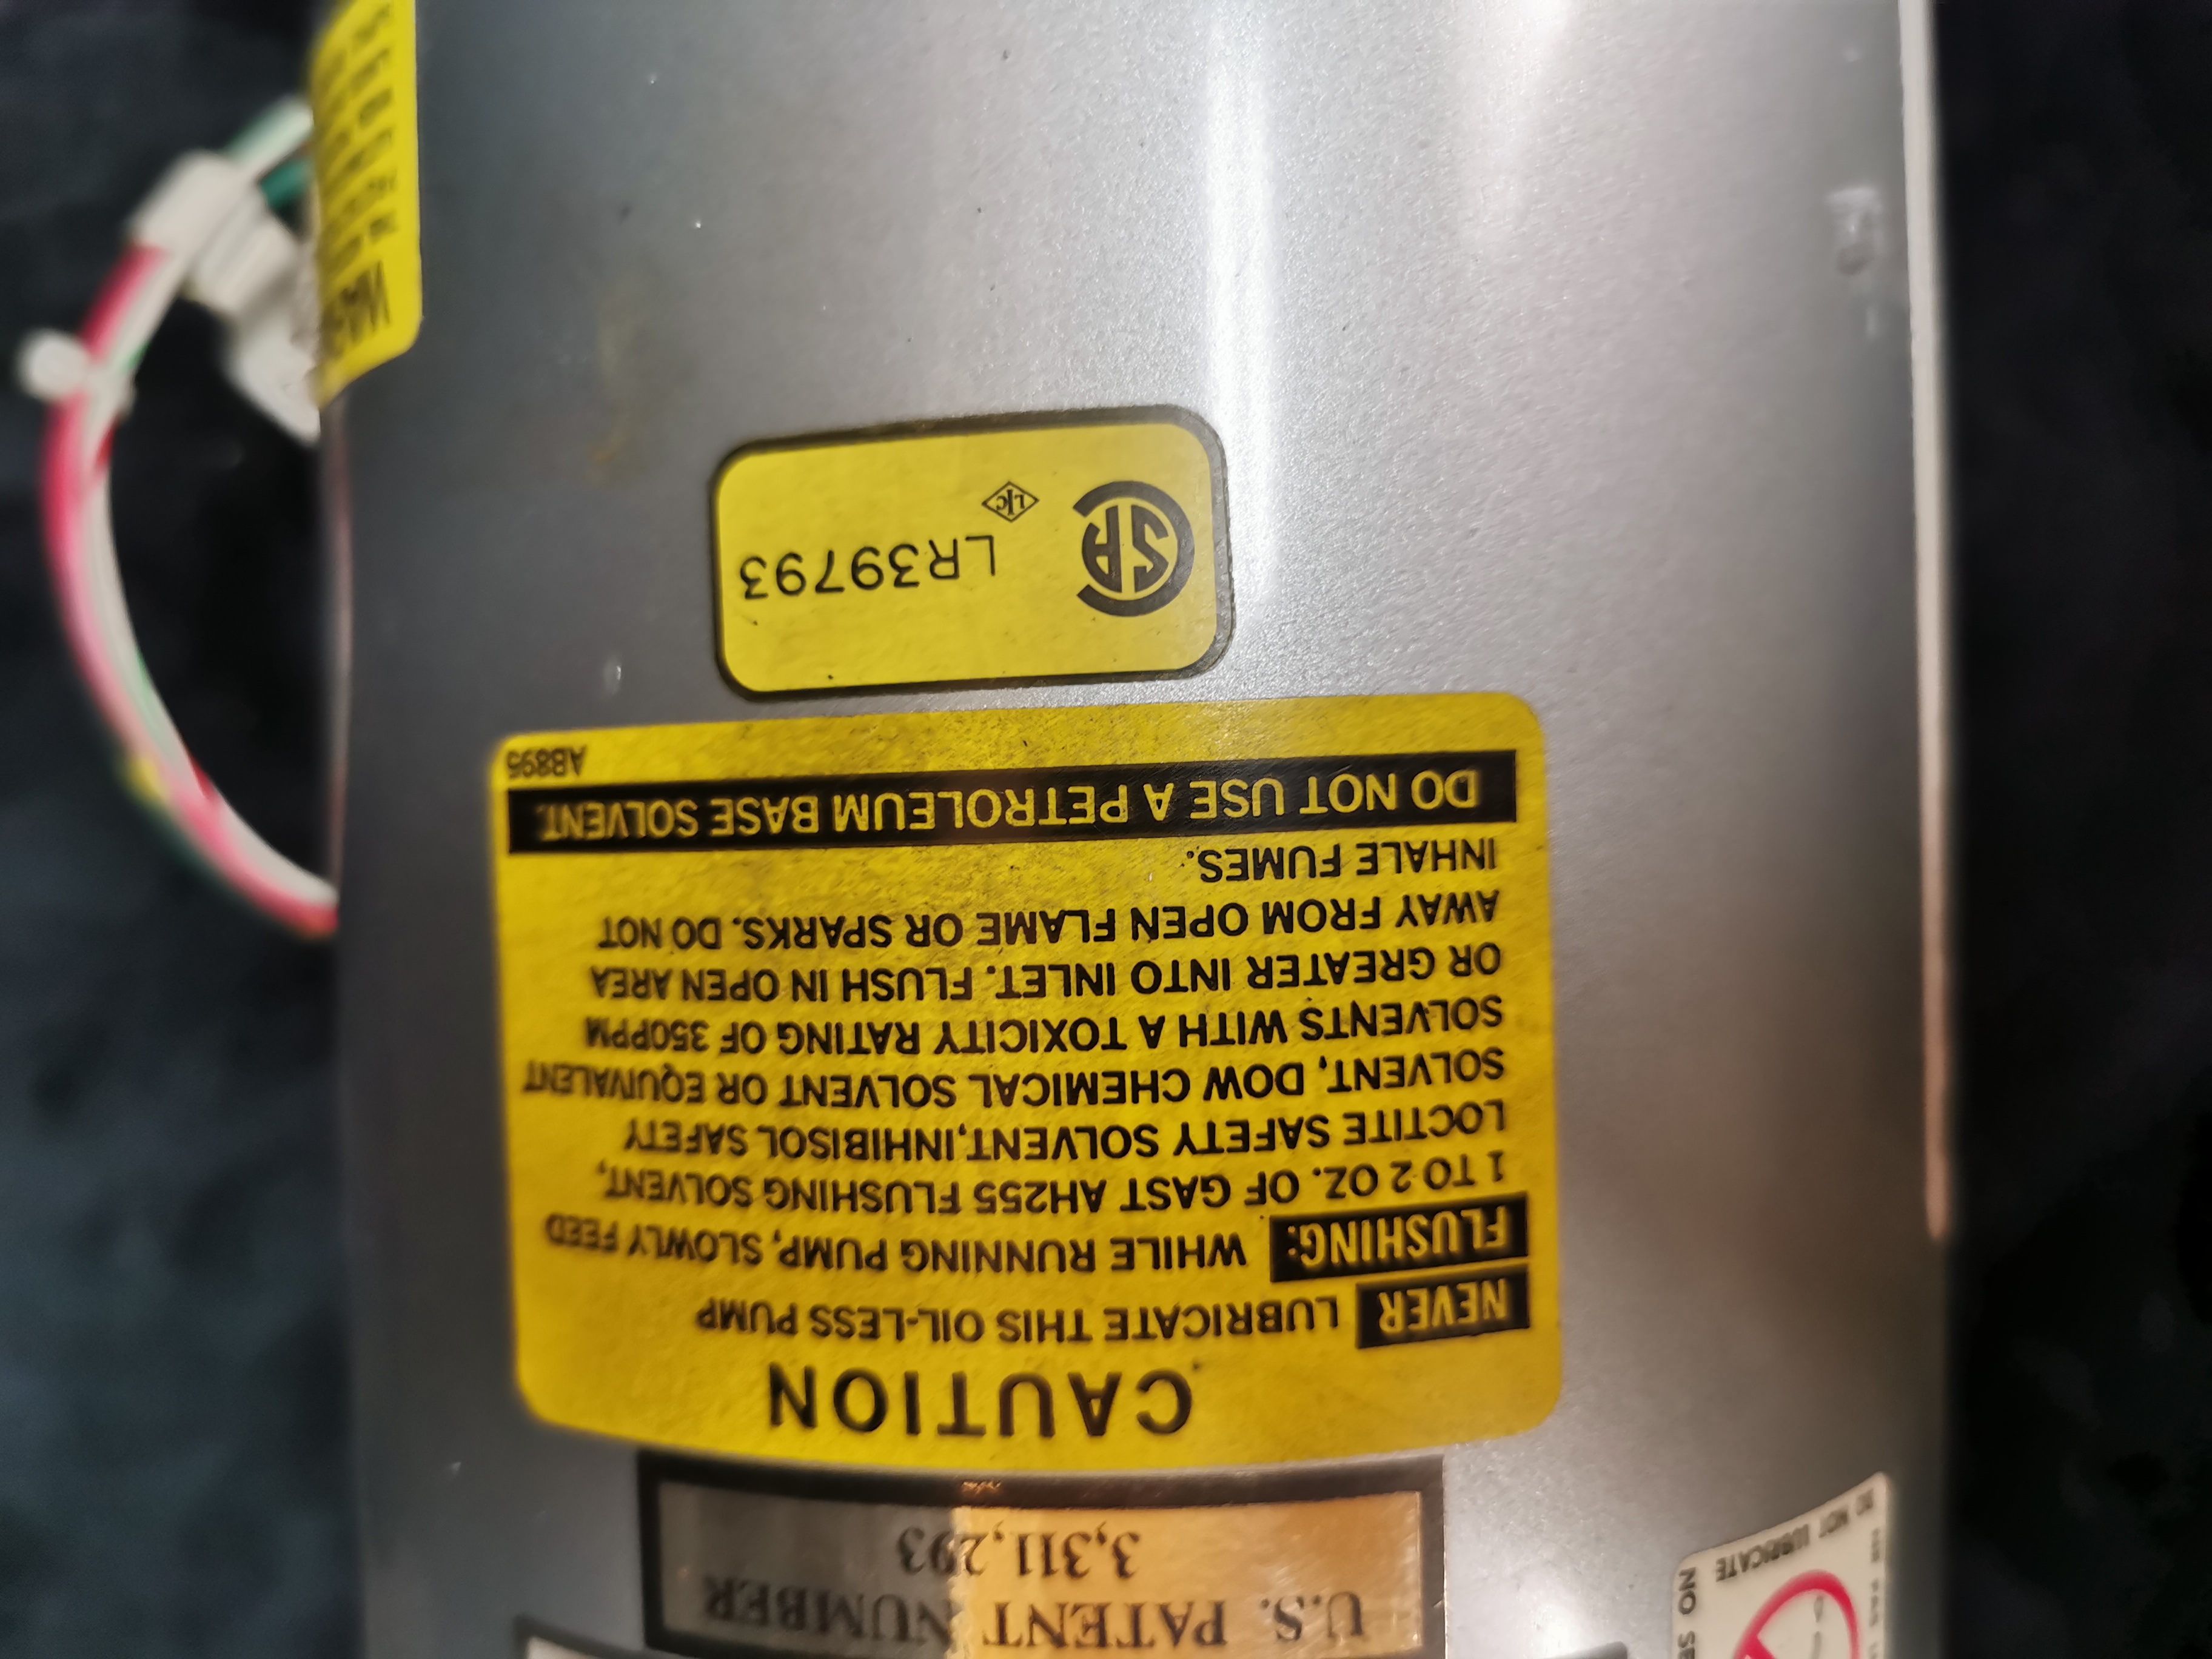 U.S. PATENT NUMBER
3,311,293
CAUTION
NEVER LUBRICATE THIS OIL-LESS PUMP
FLUSHING: WHILE RUNNING PUMP, SLOWLY FEED
1 TO 2 OZ. OF GAST AH255 FLUSHING SOLVENT,
LOCTITE SAFETY SOLVENT, INHIBISOL SAFETY
SOLVENT, DOW CHEMICAL SOLVENT OR EQUIVALENT
SOLVENTS WITH A TOXICITY RATING OF 350PPM
OR GREATER INTO INLET. FLUSH IN OPEN AREA
AWAY FROM OPEN FLAME OR SPARKS. DO NOT
INHALE FUMES.
DO NOT USE A PETROLEUM BASE SOLVENT.
AB895
SA
LR39793
LTC
NO
DO NOT LUBRICATE